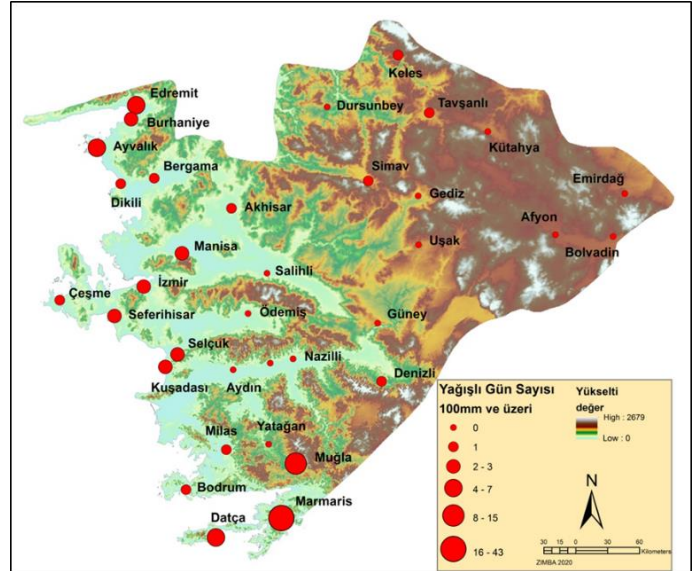 Keles
Edremit
Dursunbey
Tavşanlı
Burhaniye
Kütahya
Ayvalık
Bergama
Simav
Emirdağ
Dikili
Gediz
Akhisar
Afyon
Manisa
Uşak
Bolvadin
Salihli
İzmir
Çeşme
Seferihisar
Ödemiş
Güney
Selçuk
Nazilli
Kuşadası
Aydın
Denizli
Milas
Yatağan
Muğla
Bodrum
Marmaris
Datça
Yağışlı Gün Sayısı
100mm ve üzeri
0
1
2 - 3
4 - 7
8 - 15
16 - 43
Yükselti
değer
High : 2679
Low : 0
N
30 15 0 30 60
Kilometers
ZIMBA 2020